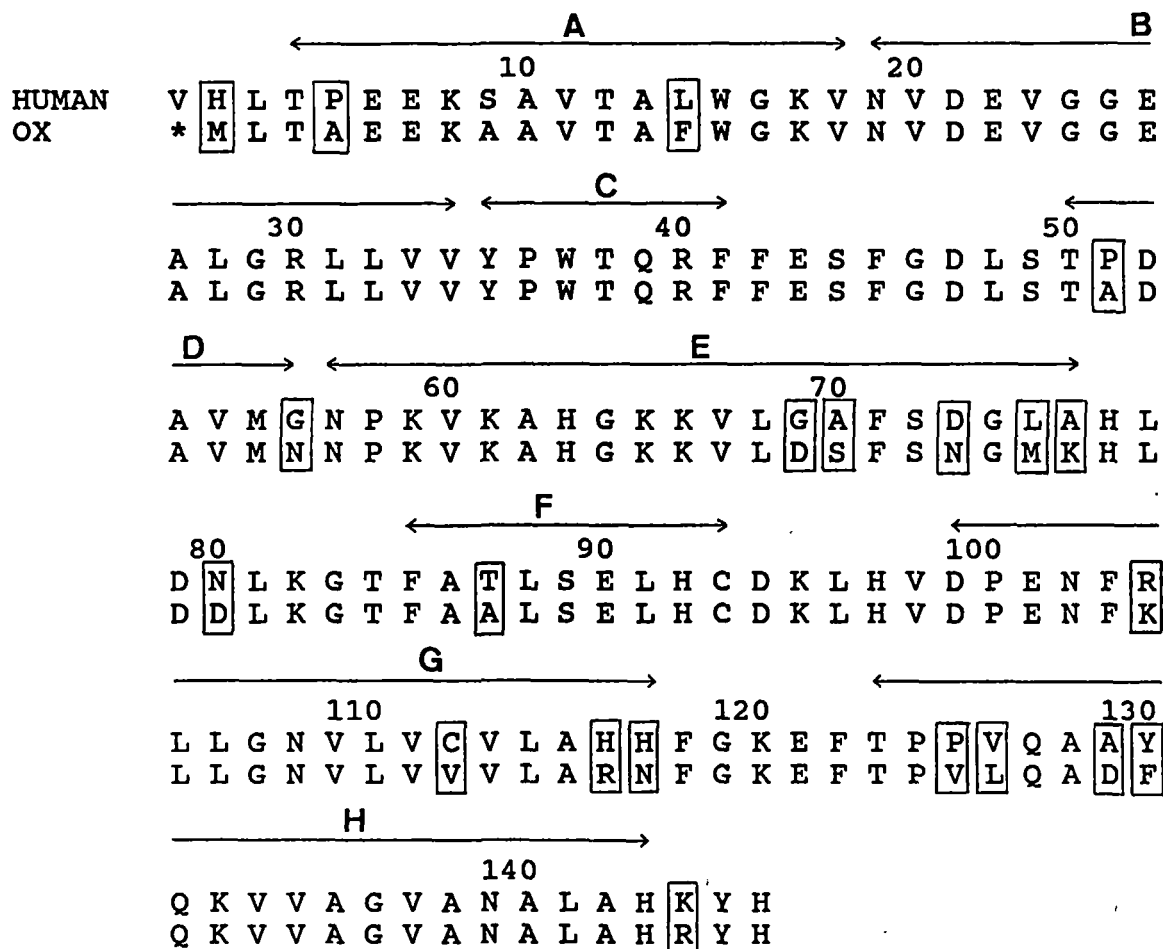 A B
10 20
HUMAN V H L T P E E K S A V T A L W G K V N V D E V G G E
OX * M L T A E E K A A V T A F W G K V N V D E V G G E
C
30 40 50
A L G R L L V V Y P W T Q R F F E S F G D L S T P D
A L G R L L V V Y P W T Q R F F E S F G D L S T A D
D E
60 70
A V M G N P K V K A H G K K V L G A F S D G L A H L
A V M N N P K V K A H G K K V L D S F S N G M K H L
F
80 90 100
D N L K G T F A T L S E L H C D K L H V D P E N F R
D D L K G T F A A L S E L H C D K L H V D P E N F K
G
110 120 130
L L G N V L V C V L A H H F G K E F T P P V Q A A Y
L L G N V L V V V L A R N F G K E F T P V L Q A D F
H
140
Q K V V A G V A N A L A H K Y H
Q K V V A G V A N A L A H R Y H